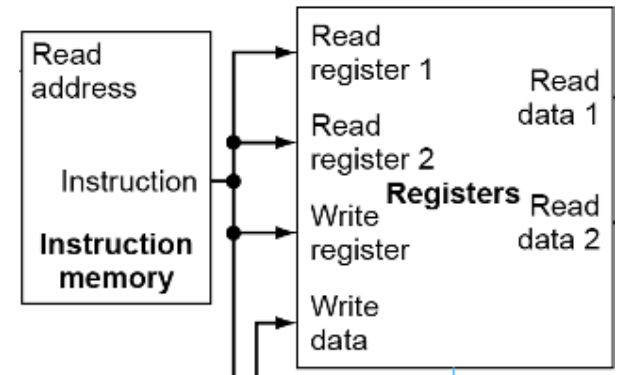 Read
address
Instruction
Instruction
memory
Read
register 1
Read
register 2
Write
register
Write
data
Registers
Read
data 1
Read
data 2